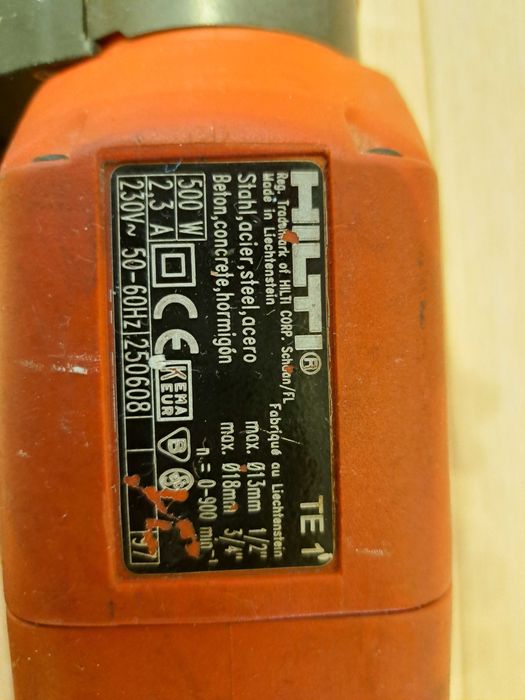 HILTI® TE 1
Reg. Trademark of HILTI CORP. Schaan/FL
Made in Liechtenstein Fabriqué au Liechtenstein
Stahl,acier,steel,acero max. Ø13mm 1/2"
Beton,concrete,hormigón max. Ø18mm 3/4"
500 W n = 0-900 min⁻¹
2,3 A CE KEMA KEUR B
230V~ 50-60Hz 250608 97